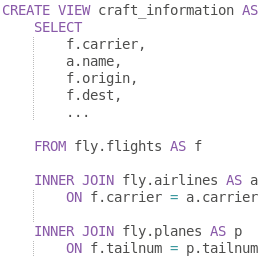 CREATE VIEW craft_information AS
SELECT
f.carrier,
a.name,
f.origin,
f.dest,
...
FROM fly.flights AS f
INNER JOIN fly.airlines AS a
ON f.carrier = a.carrier
INNER JOIN fly.planes AS p
ON f.tailnum = p.tailnum